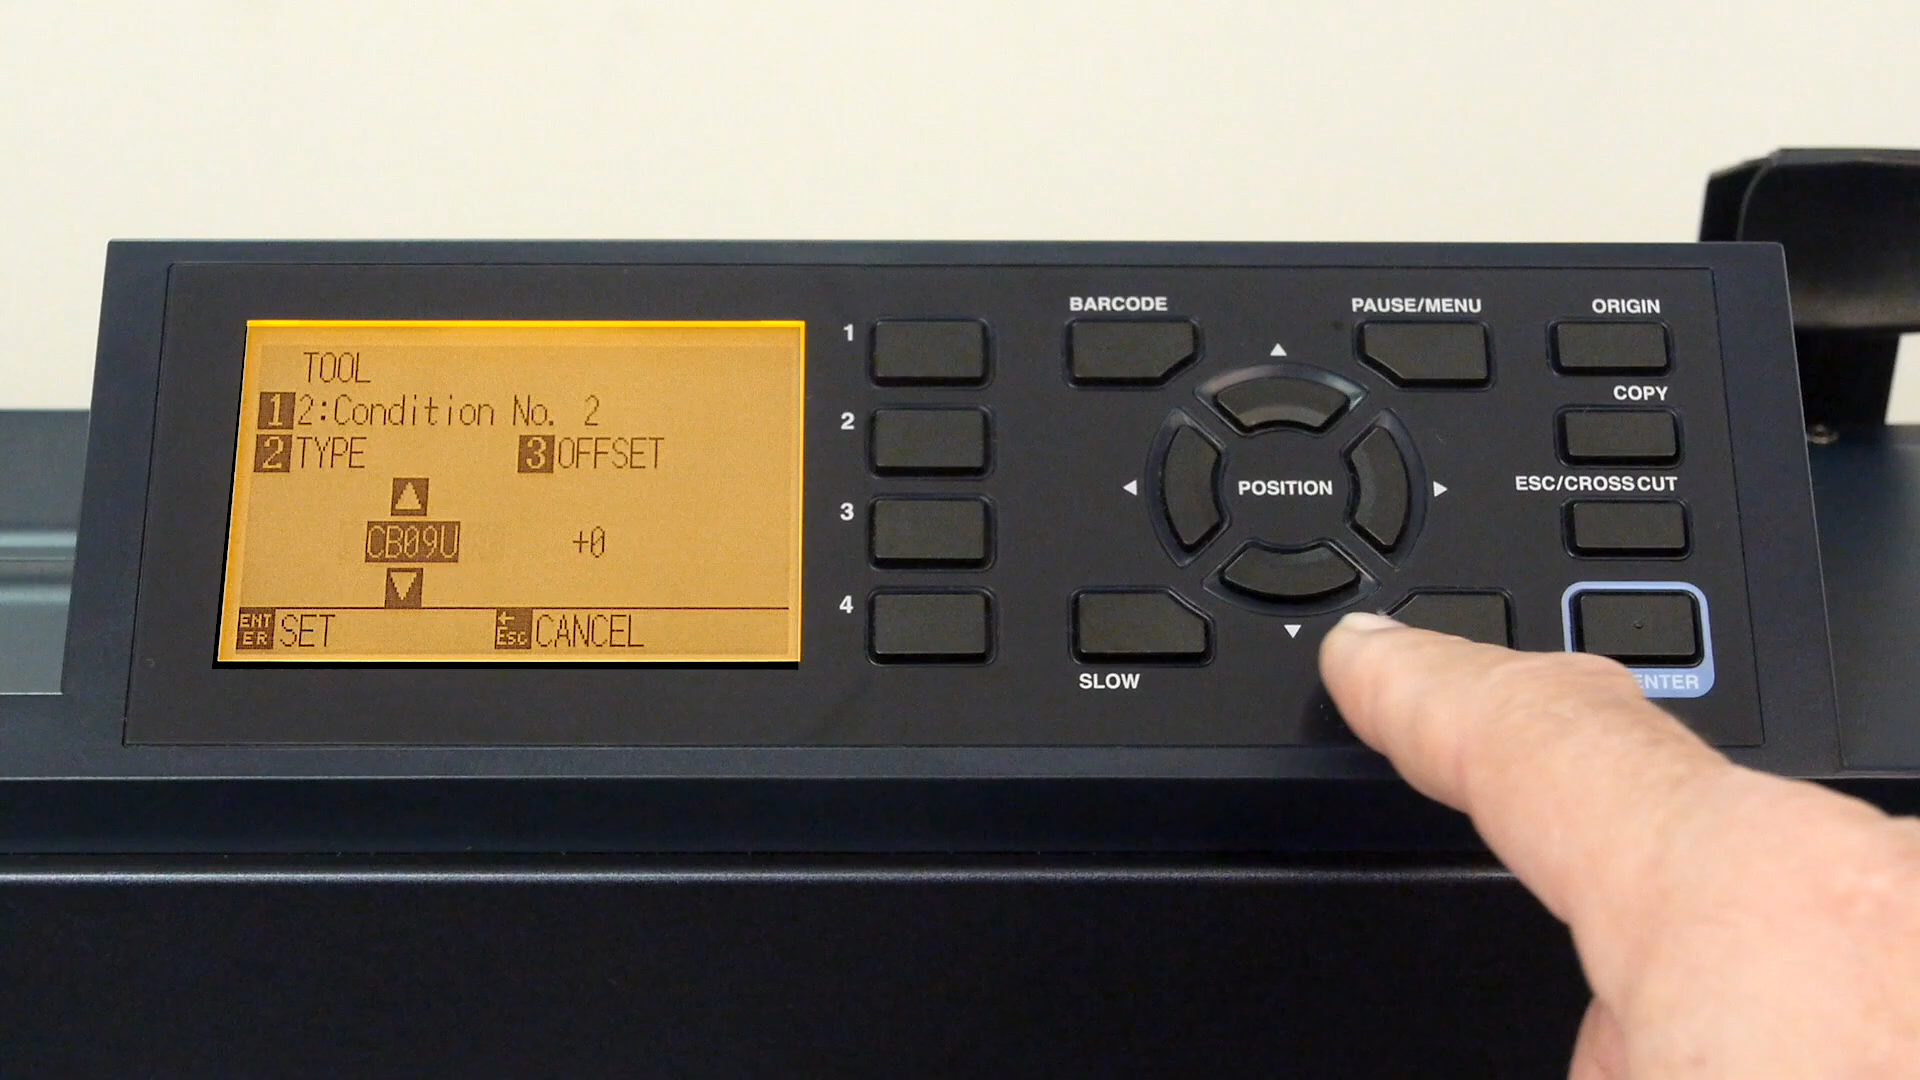 TOOL
1 2:Condition No. 2
2 TYPE 3 OFFSET
▲
CB09U +0
▼
ENTER SET ← Esc CANCEL
1
2
3
4
BARCODE
PAUSE/MENU
ORIGIN
COPY
POSITION
ESC/CROSS CUT
SLOW
ENTER